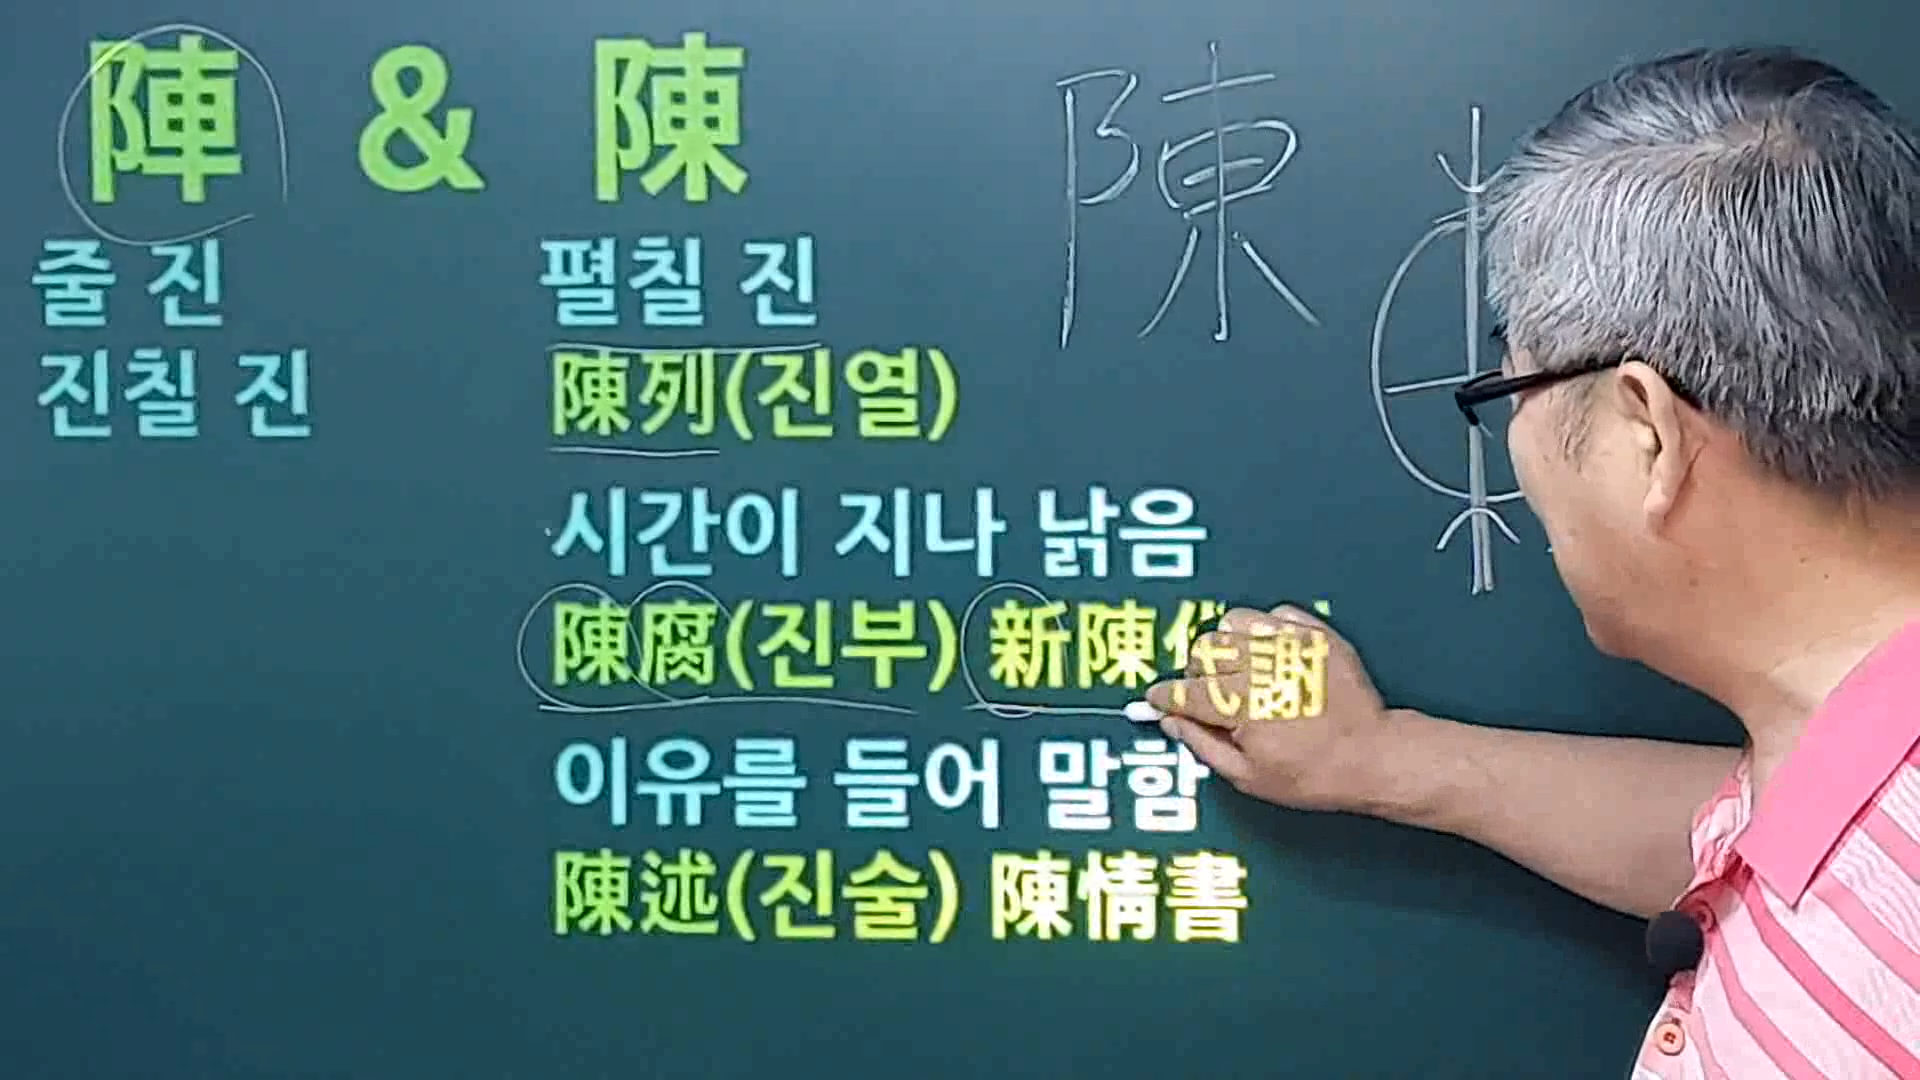 陣 & 陳 陳
줄 진 펼칠 진
진칠 진 陳列(진열)
시간이 지나 낡음
陳腐(진부) 新陳代謝
이유를 들어 말함
陳述(진술) 陳情書